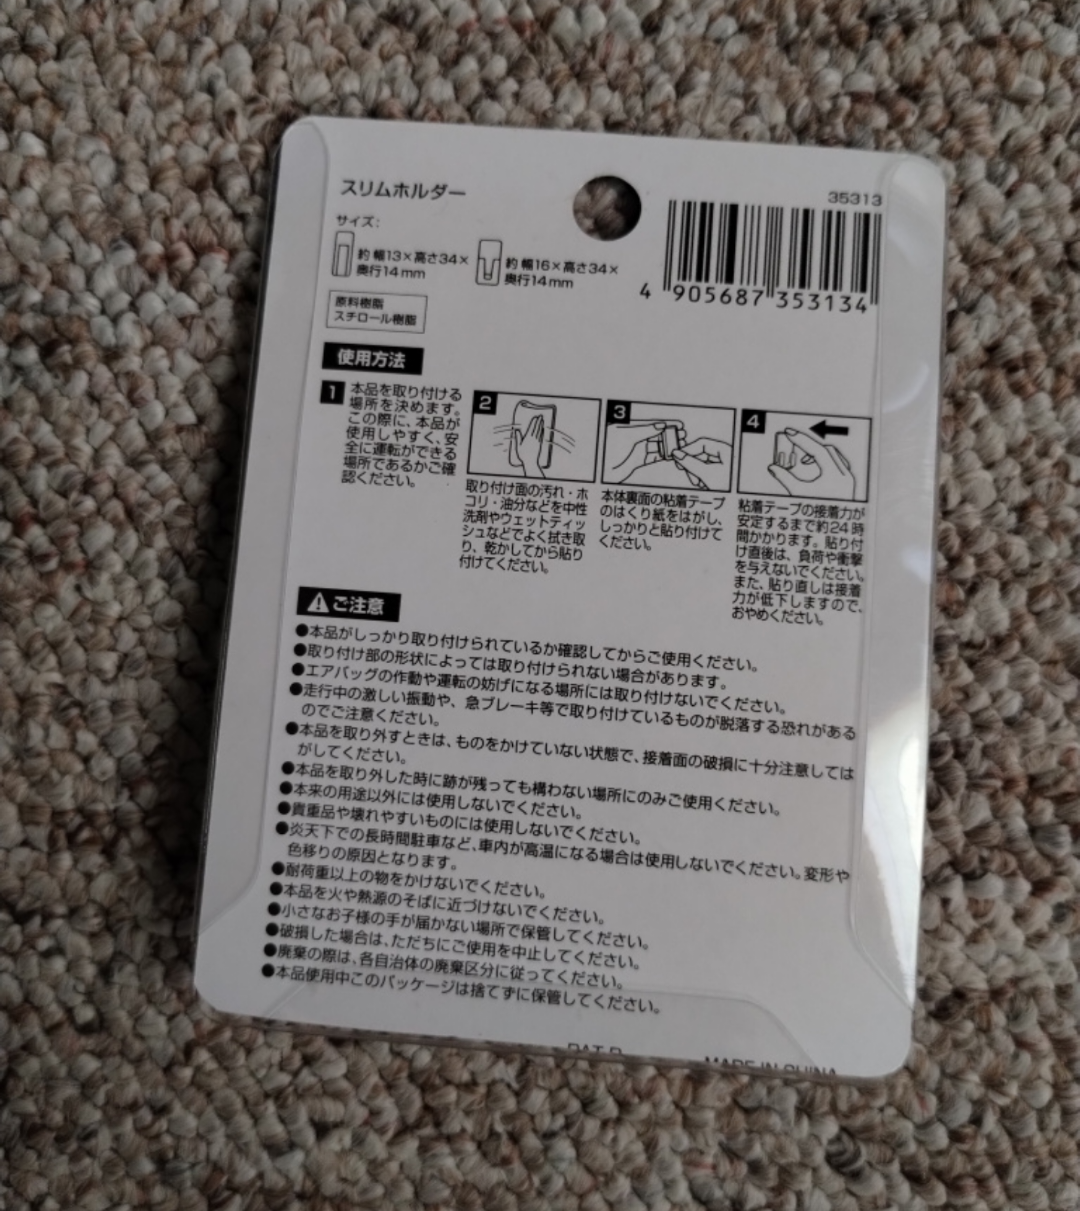 スリムホルダー
35313
サイズ:
約 幅13×高さ34×
奥行14mm
約 幅16×高さ34×
奥行14mm
4 905687 353134
原料樹脂
スチロール樹脂
使用方法
1
本品を取り付ける
場所を決めます。
この際に、本品が
使用しやすく、安
全に運転ができる
場所であるかご確
認ください。
2
取り付け面の汚れ・ホ
コリ・油分などを中性
洗剤やウェットティッ
シュなどでよく拭き取
り、乾かしてから貼り
付けてください。
3
本体裏面の粘着テープ
のはくり紙をはがし、
しっかりと貼り付けて
ください。
4
粘着テープの接着力が
安定するまで約24時
間かかります。貼り付
け直後は、負荷や衝撃
を与えないでください。
また、貼り直しは接着
力が低下しますので、
おやめください。
ご注意
●本品がしっかり取り付けられているか確認してからご使用ください。
●取り付け部の形状によっては取り付けられない場合があります。
●エアバッグの作動や運転の妨げになる場所には取り付けないでください。
●走行中の激しい振動や、急ブレーキ等で取り付けているものが脱落する恐れがある
のでご注意ください。
●本品を取り外すときは、ものをかけていない状態で、接着面の破損に十分注意しては
がしてください。
●本品を取り外した時に跡が残っても構わない場所にのみご使用ください。
●本来の用途以外には使用しないでください。
●貴重品や壊れやすいものには使用しないでください。
●炎天下での長時間駐車など、車内が高温になる場合は使用しないでください。変形や
色移りの原因となります。
●耐荷重以上の物をかけないでください。
●本品を火や熱源のそばに近づけないでください。
●小さなお子様の手が届かない場所で保管してください。
●破損した場合は、ただちにご使用を中止してください。
●廃棄の際は、各自治体の廃棄区分に従ってください。
●本品使用中このパッケージは捨てずに保管してください。
MADE IN CHINA